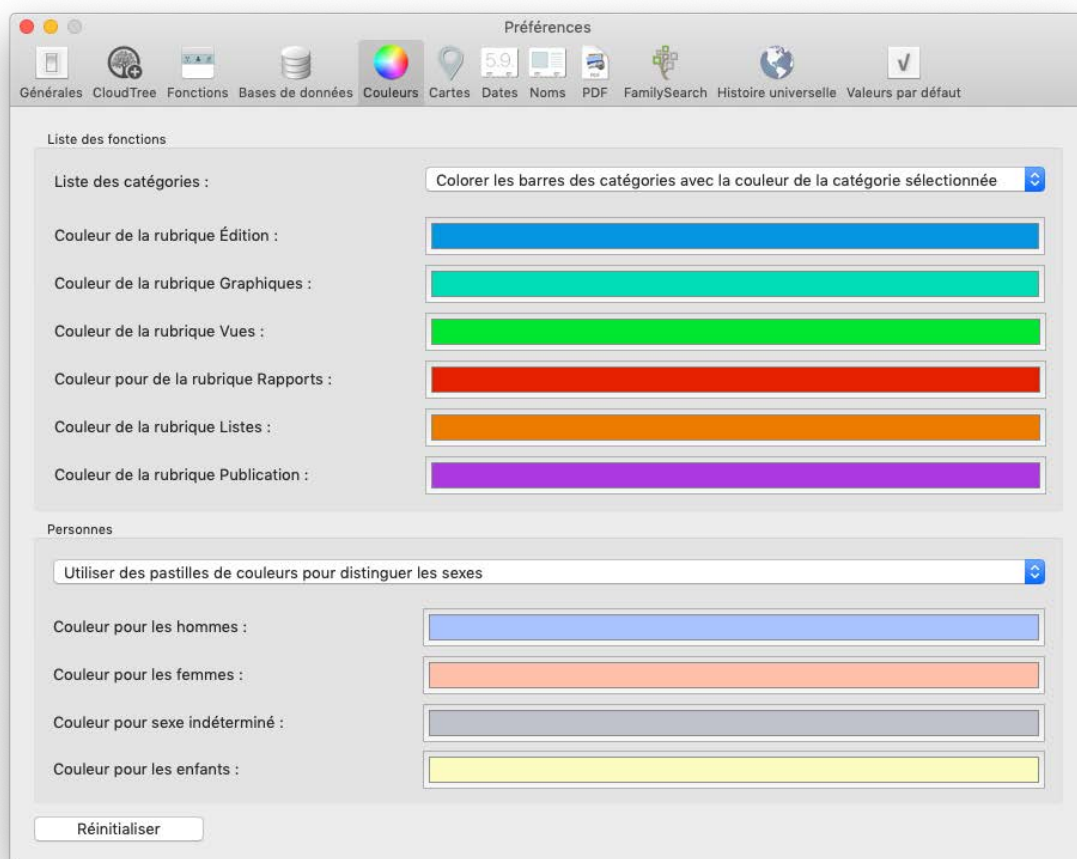 Préférences
Générales CloudTree Fonctions Bases de données Couleurs Cartes Dates Noms PDF FamilySearch Histoire universelle Valeurs par défaut
Liste des fonctions
Liste des catégories : Colorer les barres des catégories avec la couleur de la catégorie sélectionnée
Couleur de la rubrique Édition :
Couleur de la rubrique Graphiques :
Couleur de la rubrique Vues :
Couleur pour de la rubrique Rapports :
Couleur de la rubrique Listes :
Couleur de la rubrique Publication :
Personnes
Utiliser des pastilles de couleurs pour distinguer les sexes
Couleur pour les hommes :
Couleur pour les femmes :
Couleur pour sexe indéterminé :
Couleur pour les enfants :
Réinitialiser